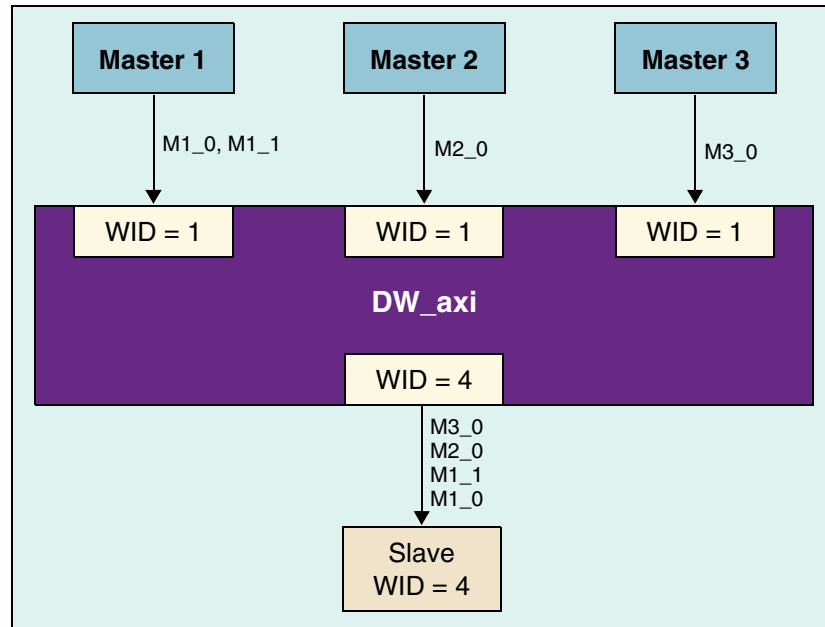 Master 1
Master 2
Master 3
M1_0, M1_1
M2_0
M3_0
WID = 1
WID = 1
WID = 1
DW_axi
WID = 4
M3_0
M2_0
M1_1
M1_0
Slave
WID = 4